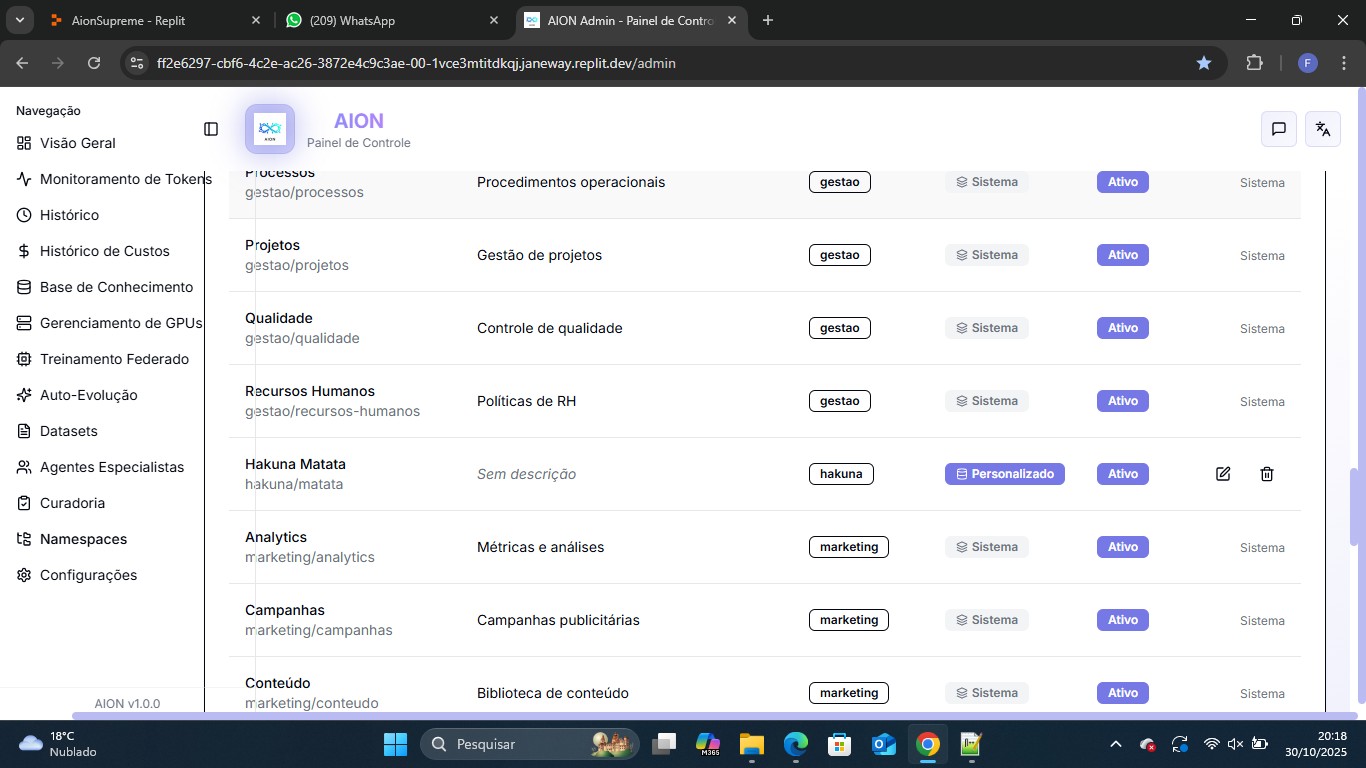 AionSupreme - Replit
(209) WhatsApp
AION Admin - Painel de Contro
ff2e6297-cbf6-4c2e-ac26-3872e4c9c3ae-00-1vce3mtitdkqj.janeway.replit.dev/admin
F
Navegação
Visão Geral
Monitoramento de Tokens
Histórico
Histórico de Custos
Base de Conhecimento
Gerenciamento de GPUs
Treinamento Federado
Auto-Evolução
Datasets
Agentes Especialistas
Curadoria
Namespaces
Configurações
AION v1.0.0
AION
AION
Painel de Controle
Processos
gestao/processos
Procedimentos operacionais
gestao
Sistema
Ativo
Sistema
Projetos
gestao/projetos
Gestão de projetos
gestao
Sistema
Ativo
Sistema
Qualidade
gestao/qualidade
Controle de qualidade
gestao
Sistema
Ativo
Sistema
Recursos Humanos
gestao/recursos-humanos
Políticas de RH
gestao
Sistema
Ativo
Sistema
Hakuna Matata
hakuna/matata
Sem descrição
hakuna
Personalizado
Ativo
Analytics
marketing/analytics
Métricas e análises
marketing
Sistema
Ativo
Sistema
Campanhas
marketing/campanhas
Campanhas publicitárias
marketing
Sistema
Ativo
Sistema
Conteúdo
marketing/conteudo
Biblioteca de conteúdo
marketing
Sistema
Ativo
Sistema
18°C
Nublado
Pesquisar
M365
20:18
30/10/2025